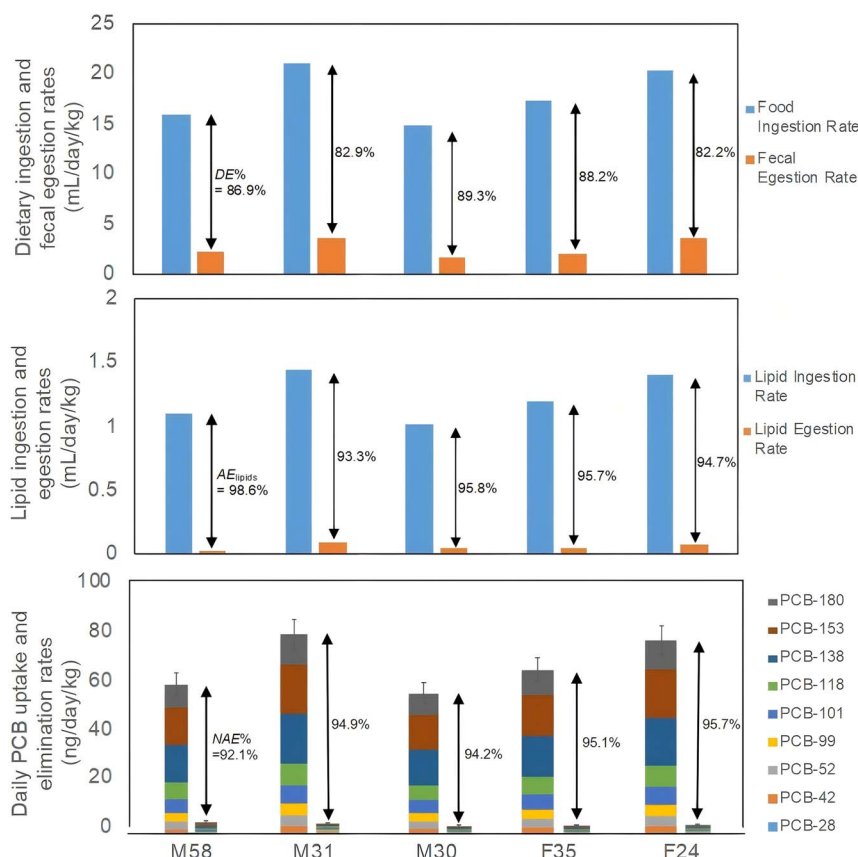 Dietary ingestion and
fecal egestion rates
(mL/day/kg)
25
20
15
10
5
0
DE%
= 86.9%
82.9%
89.3%
88.2%
82.2%
Food
Ingestion Rate
Fecal
Egestion Rate
Lipid ingestion and
egestion rates
(mL/day/kg)
2
1.5
1
0.5
0
AElipids
= 98.6%
93.3%
95.8%
95.7%
94.7%
Lipid Ingestion
Rate
Lipid Egestion
Rate
Daily PCB uptake and
elimination rates
(ng/day/kg)
100
80
60
40
20
0
NAE%
=92.1%
94.9%
94.2%
95.1%
95.7%
PCB-180
PCB-153
PCB-138
PCB-118
PCB-101
PCB-99
PCB-52
PCB-42
PCB-28
M58 M31 M30 F35 F24